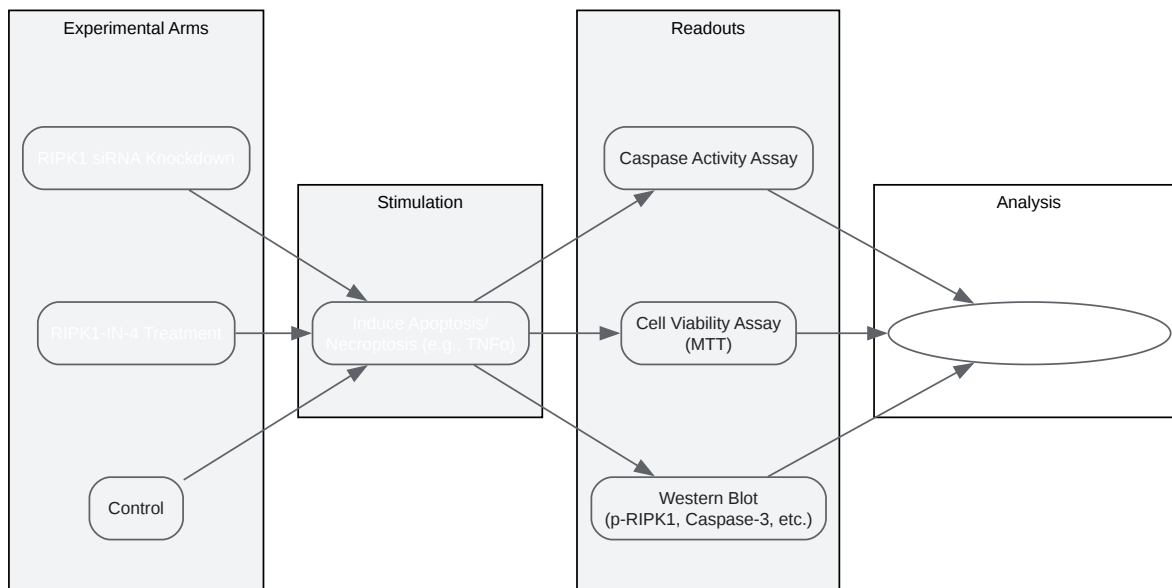 Experimental Arms
RIPK1 siRNA Knockdown
RIPK1-IN-4 Treatment
Control
Stimulation
Induce Apoptosis/
Necroptosis (e.g., TNFα)
Readouts
Caspase Activity Assay
Cell Viability Assay
(MTT)
Western Blot
(p-RIPK1, Caspase-3, etc.)
Analysis